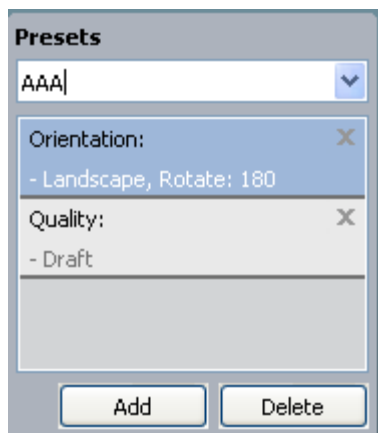 Presets
AAA
Orientation:
- Landscape, Rotate: 180
Quality:
- Draft
Add Delete